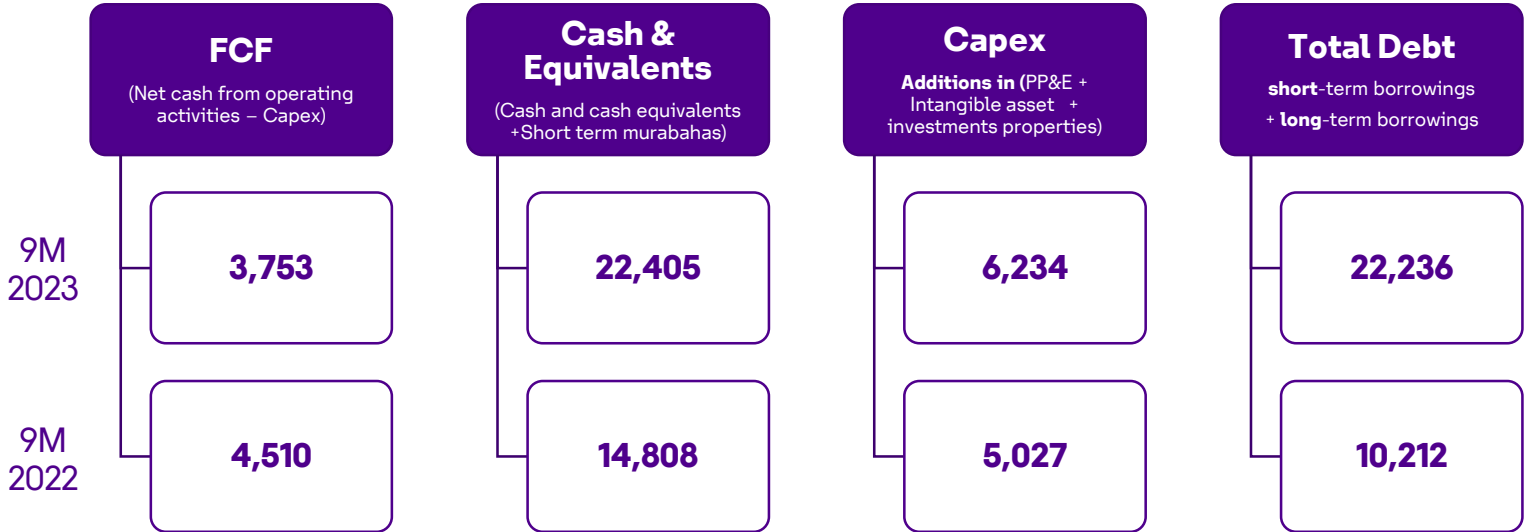 FCF
(Net cash from operating
activities – Capex)
Cash &
Equivalents
(Cash and cash equivalents
+Short term murabahas)
Capex
Additions in (PP&E +
Intangible asset +
investments properties)
Total Debt
short-term borrowings
+ long-term borrowings
9M
2023
3,753
22,405
6,234
22,236
9M
2022
4,510
14,808
5,027
10,212